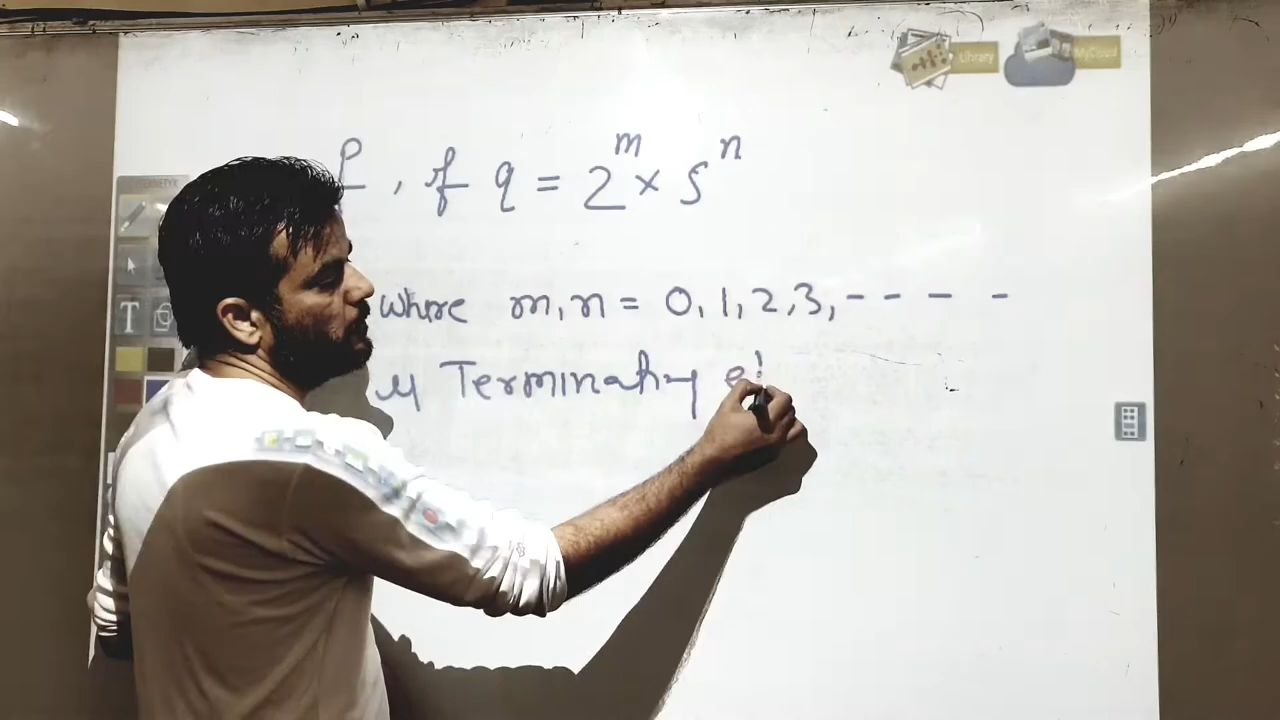 Library
MyCloud
p , if q = 2^m × 5^n
where m, n = 0, 1, 2, 3, - - - -
Terminating
T